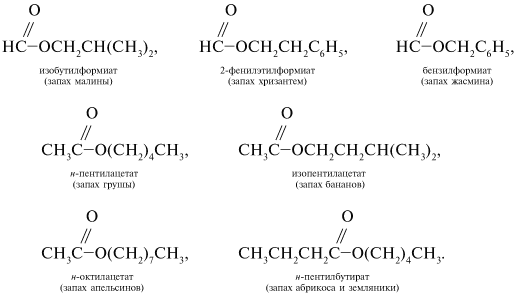 O O O
HC–OCH₂CH(CH₃)₂, HC–OCH₂CH₂C₆H₅, HC–OCH₂C₆H₅,
изобутилформиат 2-фенилэтилформиат бензилформиат
(запах малины) (запах хризантем) (запах жасмина)
O O
CH₃C–O(CH₂)₄CH₃, CH₃C–OCH₂CH₂CH(CH₃)₂,
н-пентилацетат изопентилацетат
(запах груши) (запах бананов)
O O
CH₃C–O(CH₂)₇CH₃, CH₃CH₂CH₂C–O(CH₂)₄CH₃.
н-октилацетат н-пентилбутират
(запах апельсинов) (запах абрикоса и земляники)